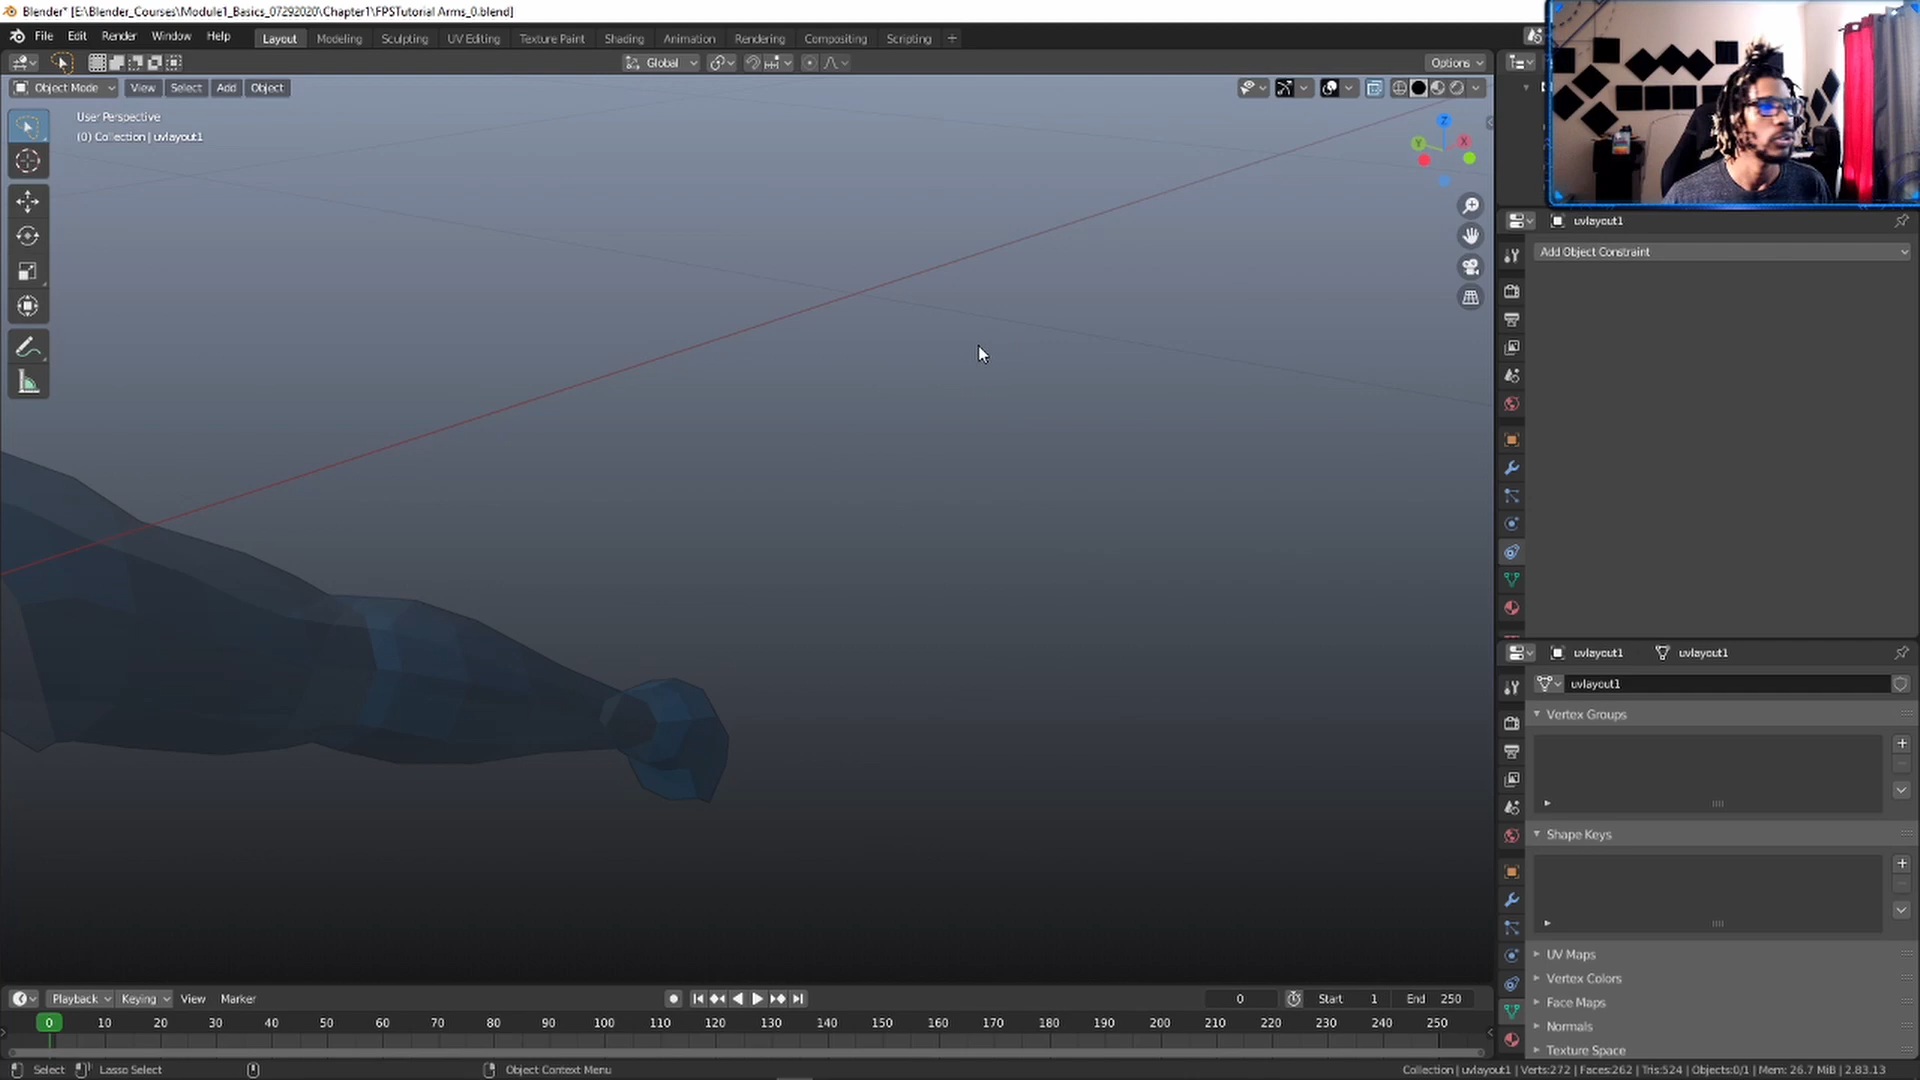 Blender* [E:\Blender_Courses\Module1_Basics_07292020\Chapter1\FPSTutorial Arms_0.blend]
File Edit Render Window Help Layout Modeling Sculpting UV Editing Texture Paint Shading Animation Rendering Compositing Scripting +
Global Options
Object Mode View Select Add Object
User Perspective
(0) Collection | uvlayout1
Z
Y X
uvlayout1
Add Object Constraint
uvlayout1 uvlayout1
uvlayout1
Vertex Groups
Shape Keys
UV Maps
Vertex Colors
Face Maps
Normals
Texture Space
Playback Keying View Marker 0 Start 1 End 250
0 10 20 30 40 50 60 70 80 90 100 110 120 130 140 150 160 170 180 190 200 210 220 230 240 250
Select Lasso Select Object Context Menu Collection | uvlayout1 | Verts:272 | Faces:262 | Tris:524 | Objects:0/1 | Mem: 26.7 MiB | 2.83.13